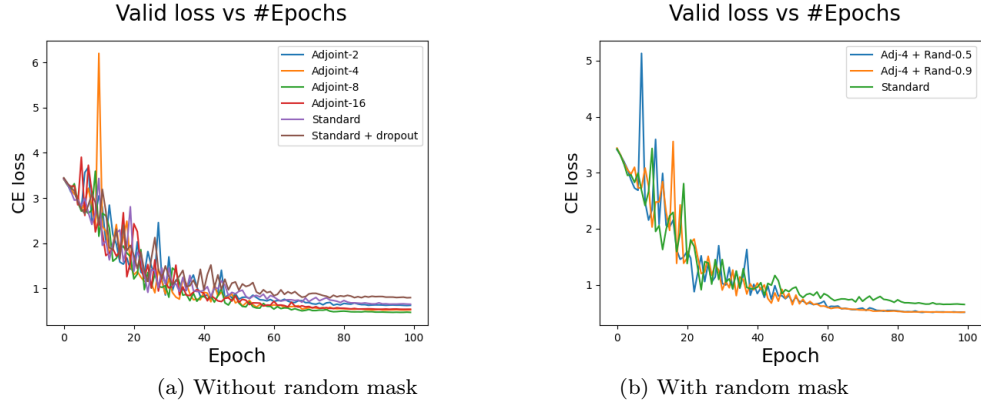 Valid loss vs #Epochs
6
5
4
3
2
1
0
20
40
60
80
100
CE loss
Epoch
Adjoint-2
Adjoint-4
Adjoint-8
Adjoint-16
Standard
Standard + dropout
(a) Without random mask
Valid loss vs #Epochs
5
4
3
2
1
0
20
40
60
80
100
CE loss
Epoch
Adj-4 + Rand-0.5
Adj-4 + Rand-0.9
Standard
(b) With random mask